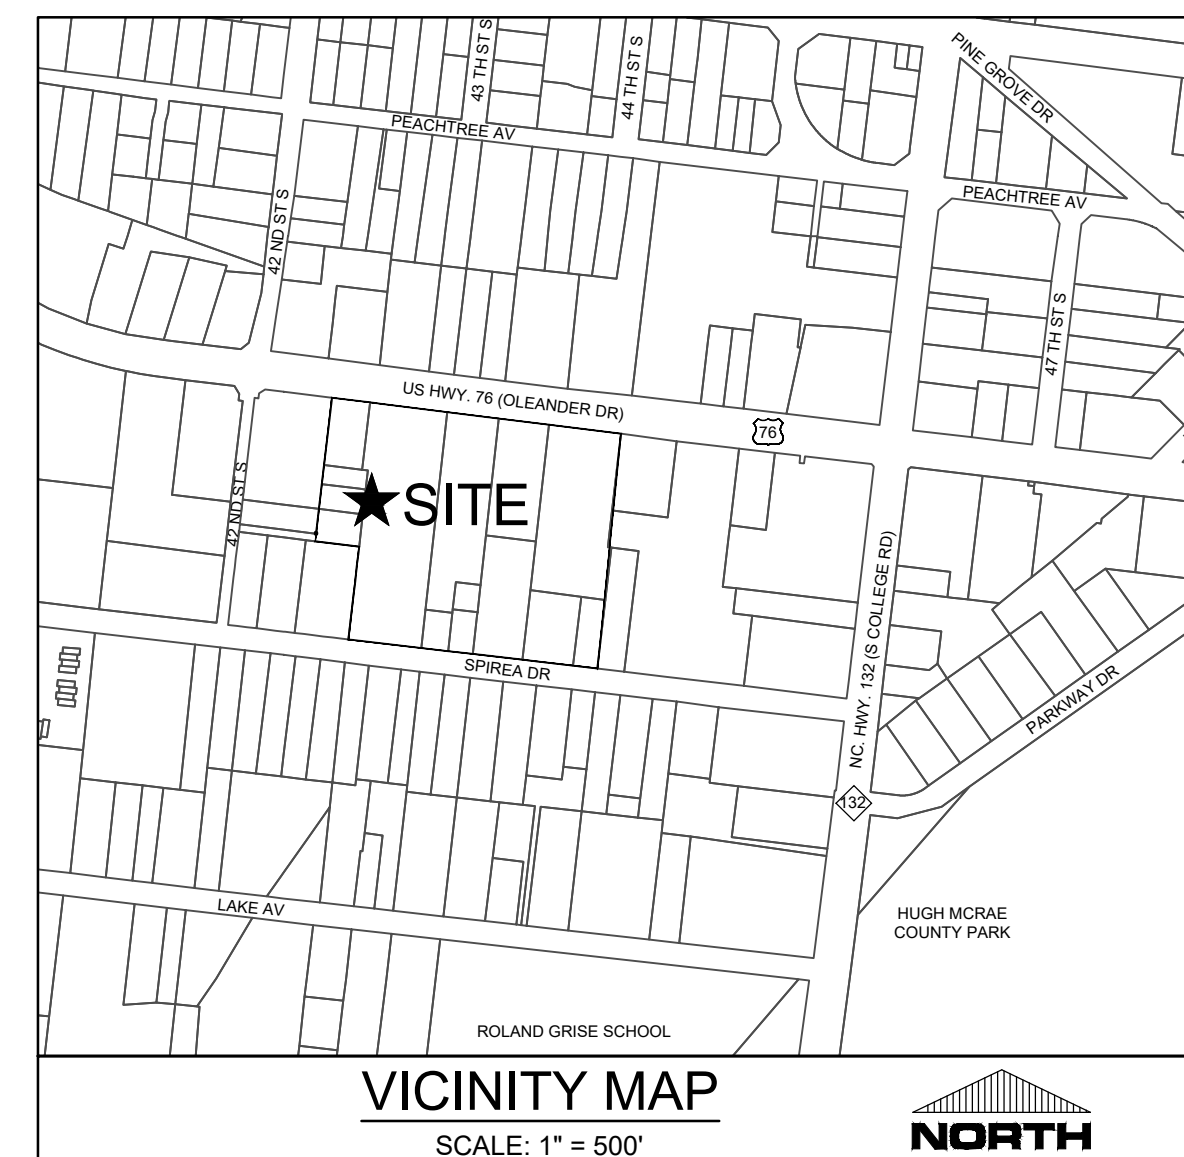 43 TH ST S
44 TH ST S
PINE GROVE DR
PEACHTREE AV
PEACHTREE AV
42 ND ST S
47 TH ST S
US HWY. 76 (OLEANDER DR)
76
42 ND ST S
SITE
NC. HWY. 132 (S COLLEGE RD)
SPIREA DR
PARKWAY DR
132
LAKE AV
HUGH MCRAE
COUNTY PARK
ROLAND GRISE SCHOOL
VICINITY MAP
SCALE: 1" = 500'
NORTH